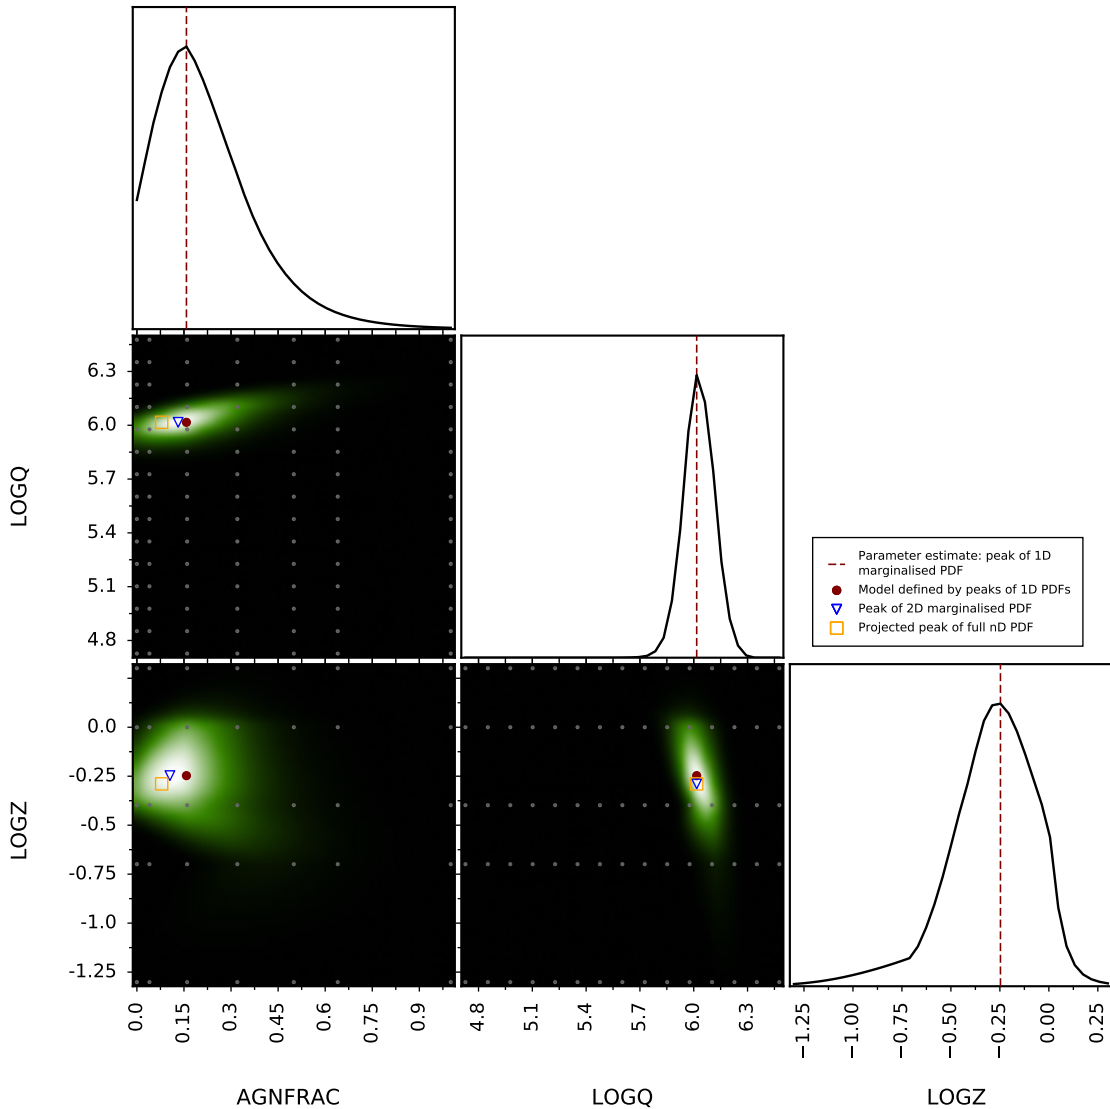 6.3
6.0
5.7
5.4
5.1
4.8
LOGQ
Parameter estimate: peak of 1D
marginalised PDF
Model defined by peaks of 1D PDFs
Peak of 2D marginalised PDF
Projected peak of full nD PDF
0.0
-0.25
-0.5
-0.75
-1.0
-1.25
LOGZ
0.0 0.15 0.3 0.45 0.6 0.75 0.9
4.8 5.1 5.4 5.7 6.0 6.3
−1.25 −1.00 −0.75 −0.50 −0.25 0.00 0.25
AGNFRAC LOGQ LOGZ